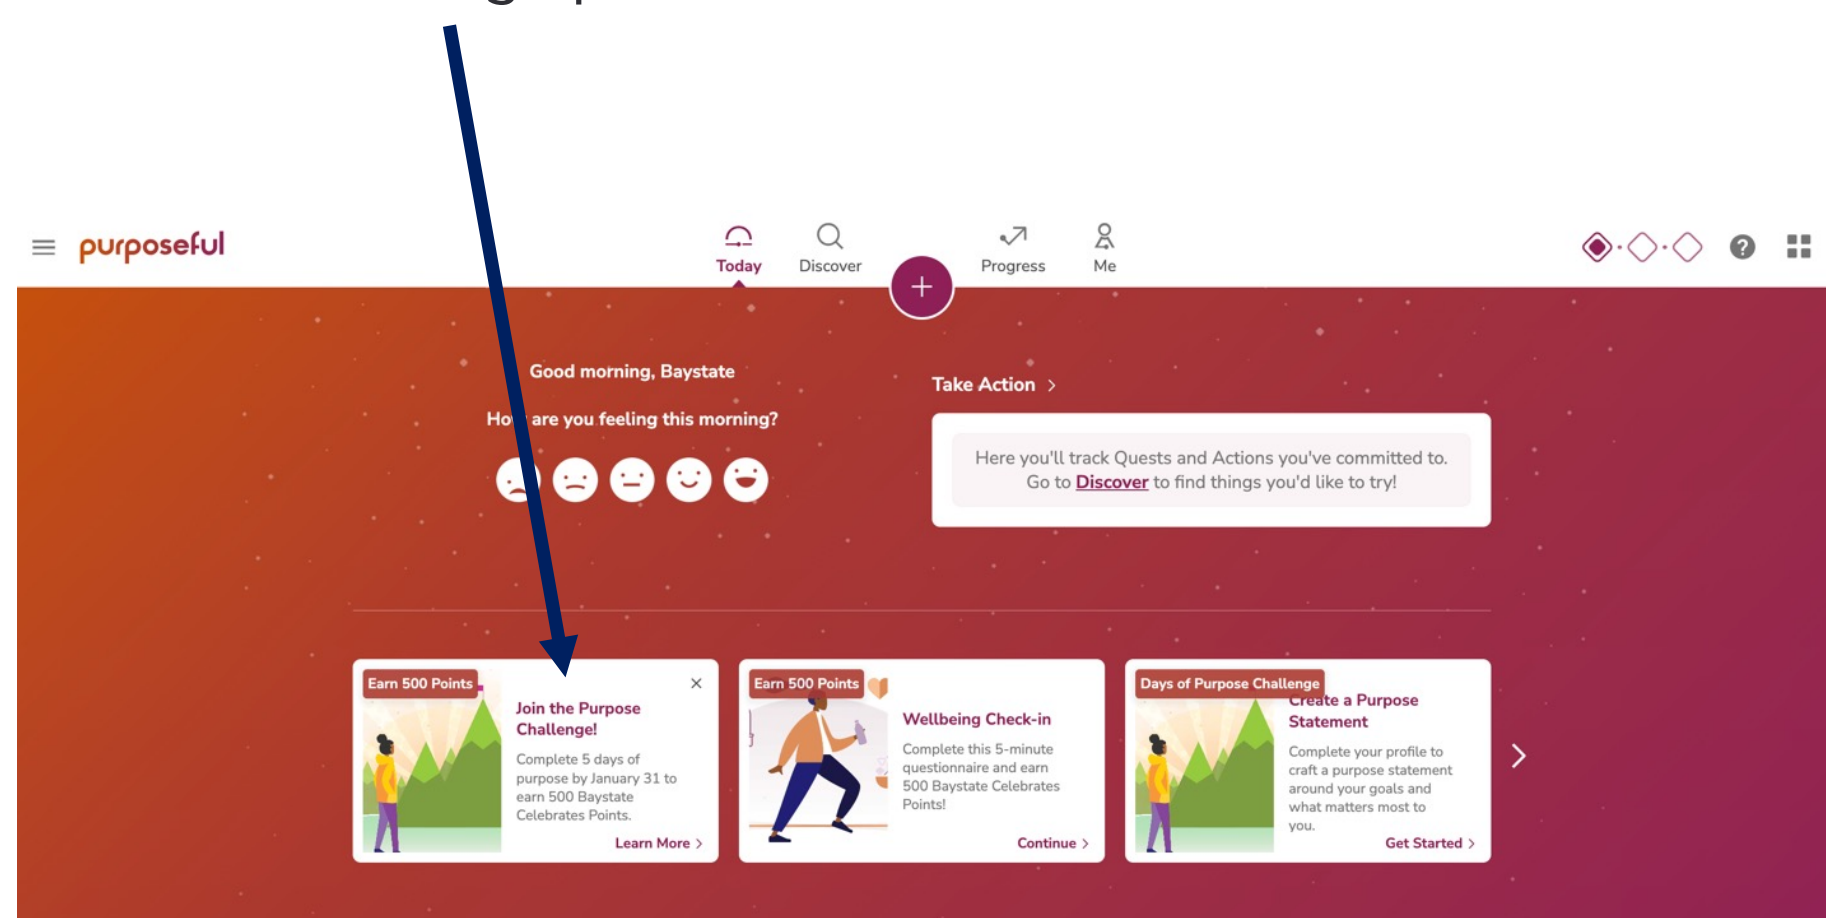 purposeful
Today
Discover
+
Progress
Me
?
Good morning, Baystate
How are you feeling this morning?
Take Action >
Here you'll track Quests and Actions you've committed to.
Go to Discover to find things you'd like to try!
Earn 500 Points
Join the Purpose
Challenge!
Complete 5 days of
purpose by January 31 to
earn 500 Baystate
Celebrates Points.
Learn More >
Earn 500 Points
Wellbeing Check-in
Complete this 5-minute
questionnaire and earn
500 Baystate Celebrates
Points!
Continue >
Days of Purpose Challenge
Create a Purpose
Statement
Complete your profile to
craft a purpose statement
around your goals and
what matters most to
you.
Get Started >